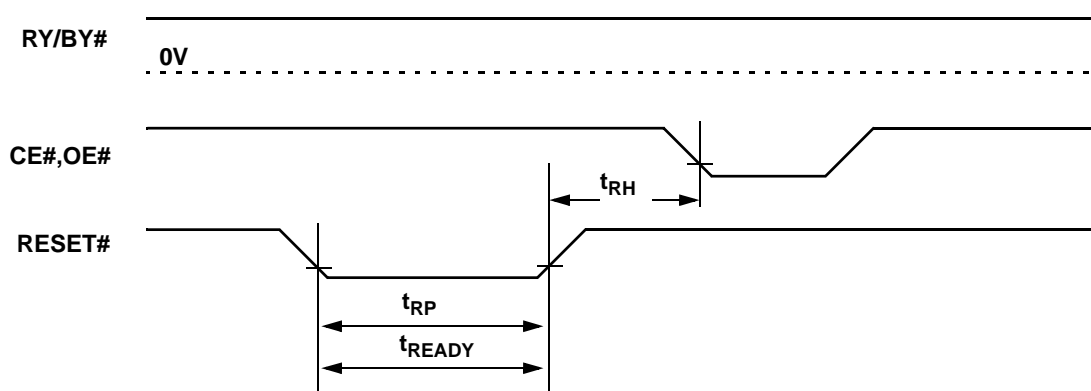 RY/BY#
0V
CE#,OE#
tRH
RESET#
tRP
tREADY